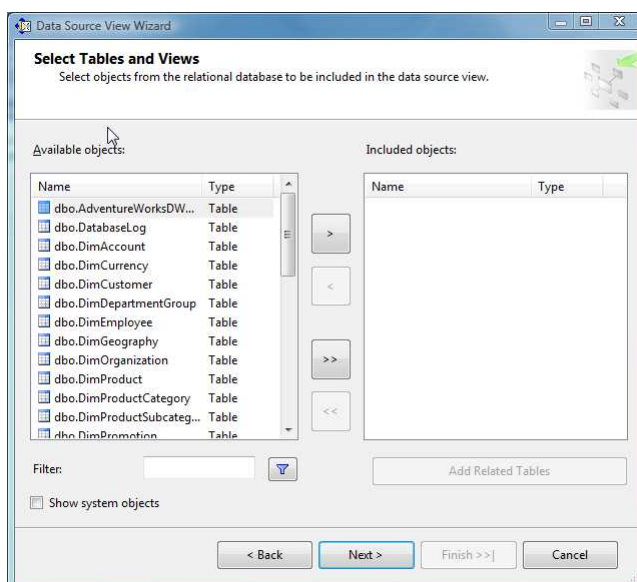 Data Source View Wizard
Select Tables and Views
Select objects from the relational database to be included in the data source view.
Available objects:
Included objects:
Name Type
Name Type
dbo.AdventureWorksDW... Table
dbo.DatabaseLog Table
dbo.DimAccount Table
dbo.DimCurrency Table
dbo.DimCustomer Table
dbo.DimDepartmentGroup Table
dbo.DimEmployee Table
dbo.DimGeography Table
dbo.DimOrganization Table
dbo.DimProduct Table
dbo.DimProductCategory Table
dbo.DimProductSubcateg... Table
dbo.DimPromotion Table
>
<
>>
<<
Filter:
Add Related Tables
Show system objects
< Back Next > Finish >>| Cancel